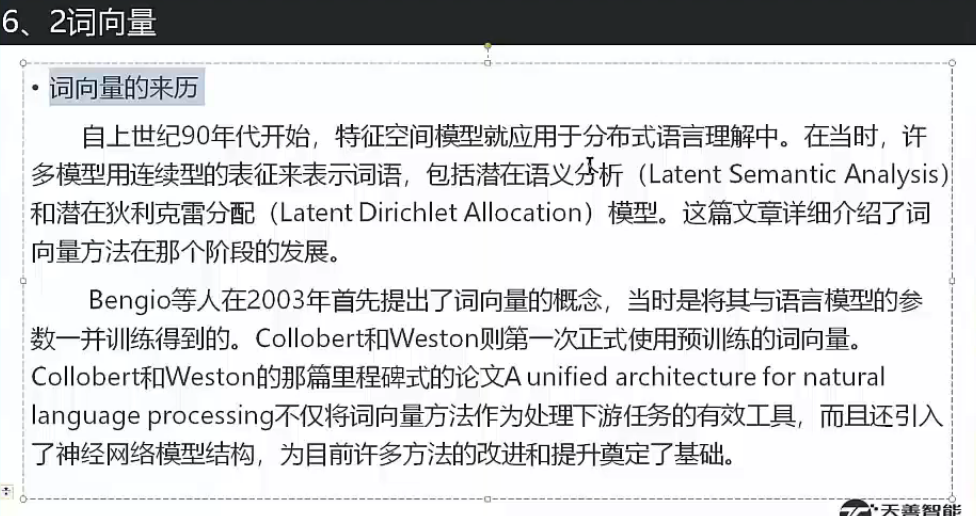 6、2词向量
• 词向量的来历
自上世纪90年代开始，特征空间模型就应用于分布式语言理解中。在当时，许
多模型用连续型的表征来表示词语，包括潜在语义分析（Latent Semantic Analysis）
和潜在狄利克雷分配（Latent Dirichlet Allocation）模型。这篇文章详细介绍了词
向量方法在那个阶段的发展。
Bengio等人在2003年首先提出了词向量的概念，当时是将其与语言模型的参
数一并训练得到的。Collobert和Weston则第一次正式使用预训练的词向量。
Collobert和Weston的那篇里程碑式的论文A unified architecture for natural
language processing不仅将词向量方法作为处理下游任务的有效工具，而且还引入
了神经网络模型结构，为目前许多方法的改进和提升奠定了基础。
天善智能